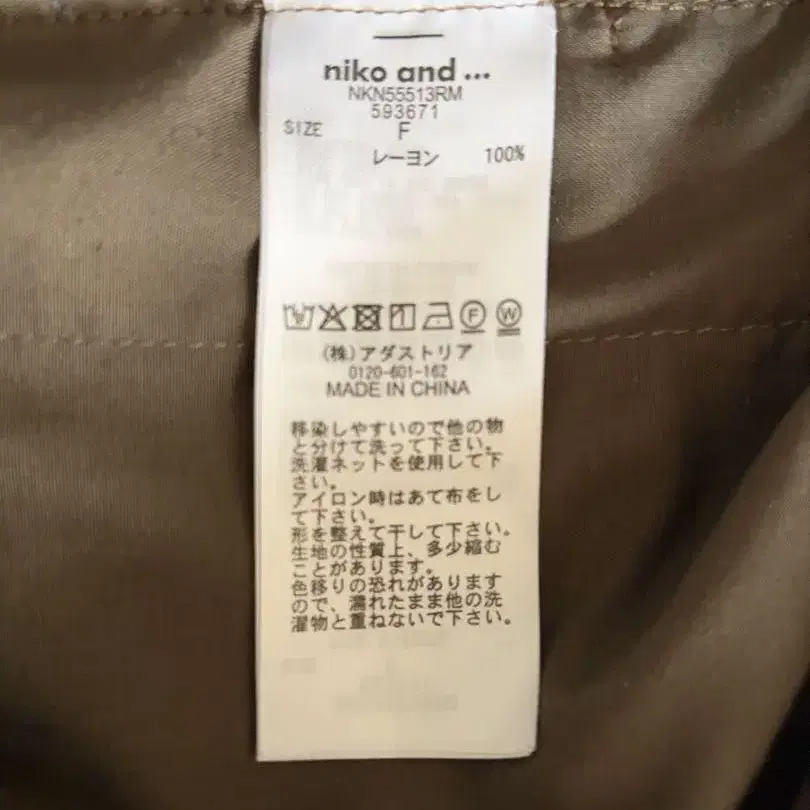 niko and ...
NKN55513RM
593671
SIZE F
レーヨン 100%
F W
(株)アダストリア
0120-601-162
MADE IN CHINA
移染しやすいので他の物
と分けて洗って下さい。
洗濯ネットを使用して下
さい。
アイロン時はあて布をし
て下さい。
形を整えて干して下さい。
生地の性質上、多少縮む
ことがあります。
色移りの恐れがあります
ので、濡れたまま他の洗
濯物と重ねないで下さい。